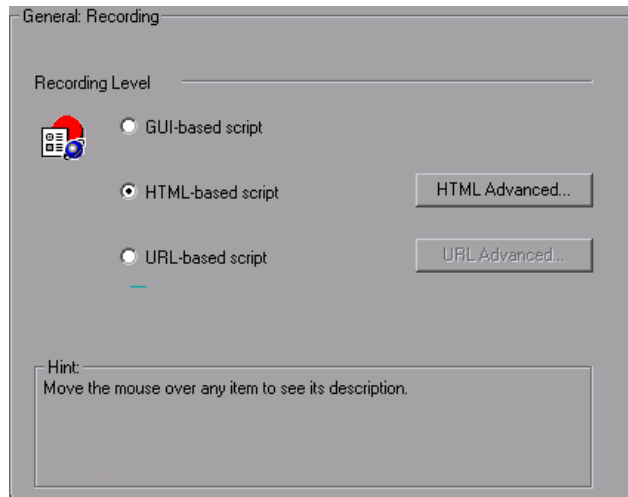 General: Recording
Recording Level
GUI-based script
HTML-based script
HTML Advanced...
URL-based script
URL Advanced...
Hint:
Move the mouse over any item to see its description.